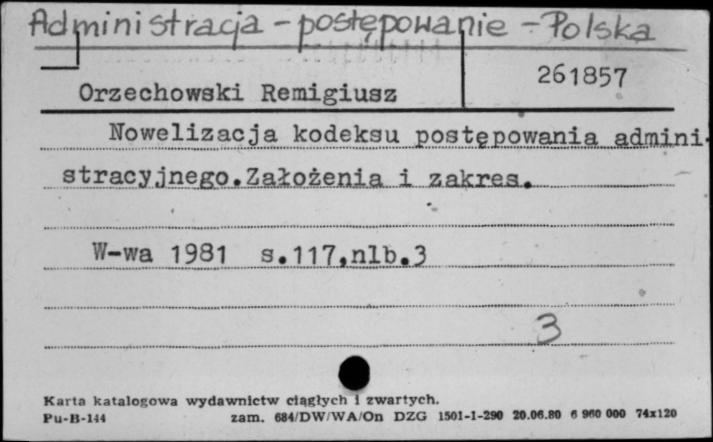 Administracja - postępowanie - Polska
261857
Orzechowski Remigiusz
Nowelizacja kodeksu postępowania admini-
stracyjnego.Założenia i zakres.
W-wa 1981 s.117,nlb.3
3
Karta katalogowa wydawnictw ciągłych i zwartych.
Pu-B-144 zam. 684/DW/WA/On DZG 1501-1-290 20.06.80 6 960 000 74x120